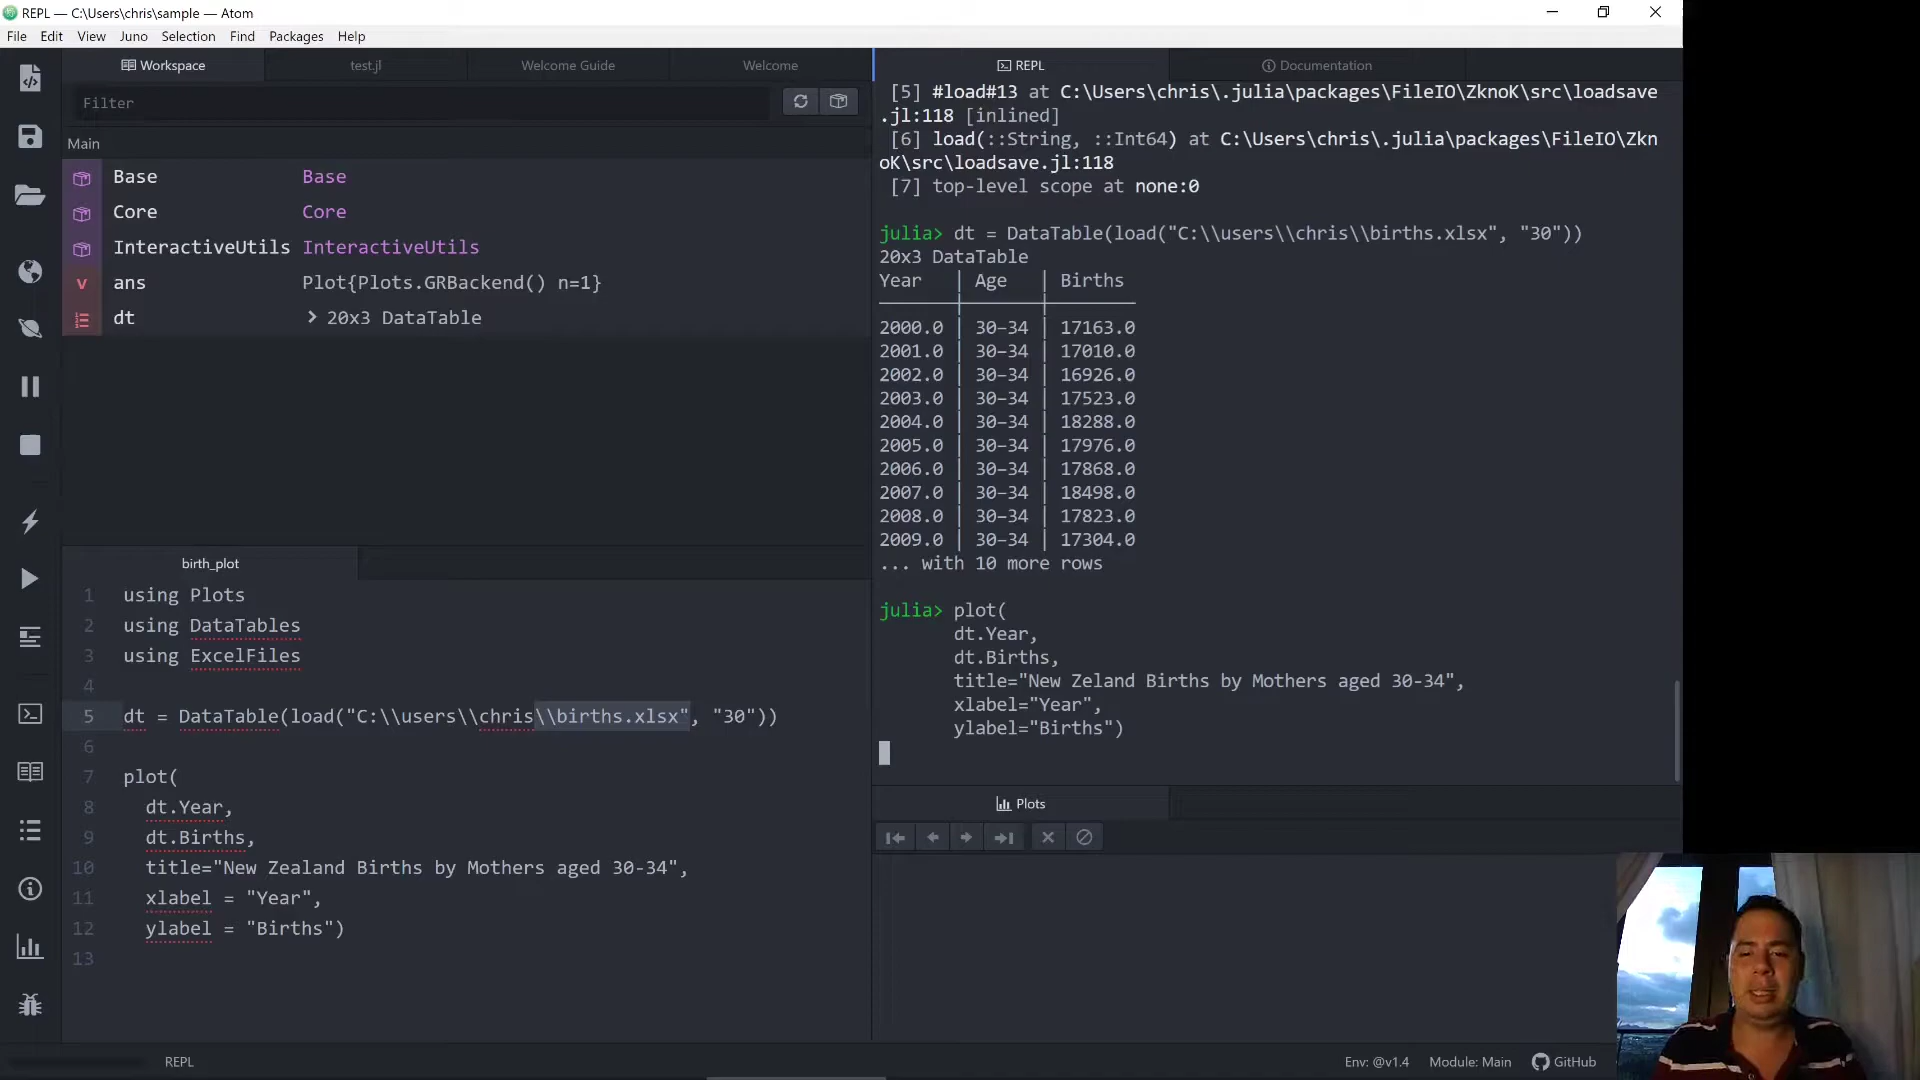 REPL — C:\Users\chris\sample — Atom
File Edit View Juno Selection Find Packages Help
Workspace test.jl Welcome Guide Welcome
Filter
Main
Base Base
Core Core
InteractiveUtils InteractiveUtils
v ans Plot{Plots.GRBackend() n=1}
dt > 20x3 DataTable
birth_plot
1 using Plots
2 using DataTables
3 using ExcelFiles
4
5 dt = DataTable(load("C:\\users\\chris\\births.xlsx", "30"))
6
7 plot(
8 dt.Year,
9 dt.Births,
10 title="New Zealand Births by Mothers aged 30-34",
11 xlabel = "Year",
12 ylabel = "Births")
13
REPL Documentation
[5] #load#13 at C:\Users\chris\.julia\packages\FileIO\ZknoK\src\loadsave
.jl:118 [inlined]
[6] load(::String, ::Int64) at C:\Users\chris\.julia\packages\FileIO\Zkn
oK\src\loadsave.jl:118
[7] top-level scope at none:0
julia> dt = DataTable(load("C:\\users\\chris\\births.xlsx", "30"))
20x3 DataTable
Year │ Age │ Births
2000.0 │ 30–34 │ 17163.0
2001.0 │ 30–34 │ 17010.0
2002.0 │ 30–34 │ 16926.0
2003.0 │ 30–34 │ 17523.0
2004.0 │ 30–34 │ 18288.0
2005.0 │ 30–34 │ 17976.0
2006.0 │ 30–34 │ 17868.0
2007.0 │ 30–34 │ 18498.0
2008.0 │ 30–34 │ 17823.0
2009.0 │ 30–34 │ 17304.0
... with 10 more rows
julia> plot(
dt.Year,
dt.Births,
title="New Zeland Births by Mothers aged 30-34",
xlabel="Year",
ylabel="Births")
Plots
REPL Env: @v1.4 Module: Main GitHub